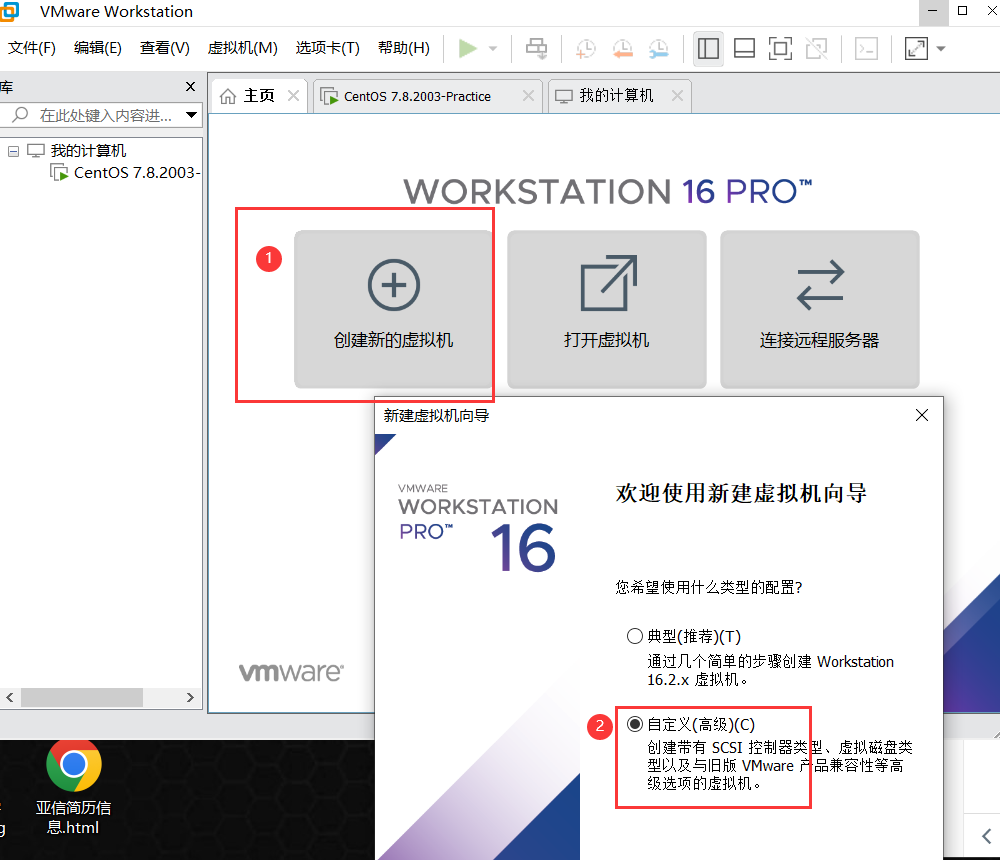 VMware Workstation
文件(F) 编辑(E) 查看(V) 虚拟机(M) 选项卡(T) 帮助(H)
库
主页
CentOS 7.8.2003-Practice
我的计算机
在此处键入内容进...
我的计算机
CentOS 7.8.2003-
WORKSTATION 16 PRO™
1
创建新的虚拟机
打开虚拟机
连接远程服务器
新建虚拟机向导
VMWARE
WORKSTATION
PRO™ 16
欢迎使用新建虚拟机向导
您希望使用什么类型的配置?
典型(推荐)(T)
通过几个简单的步骤创建 Workstation
16.2.x 虚拟机。
2
自定义(高级)(C)
创建带有 SCSI 控制器类型、虚拟磁盘类
型以及与旧版 VMware 产品兼容性等高
级选项的虚拟机。
vmware®
亚信简历信
息.html
g